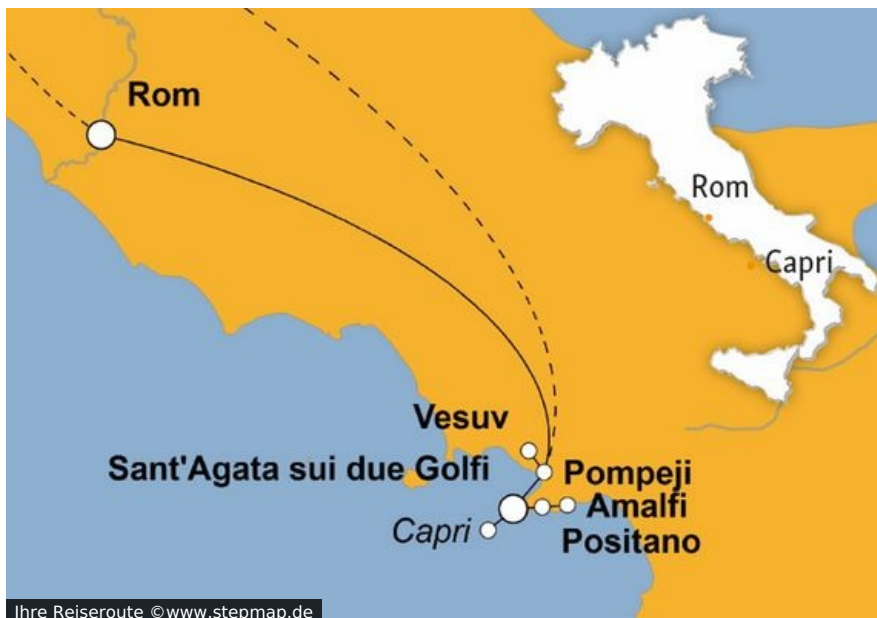 Rom
Rom
Capri
Vesuv
Sant'Agata sui due Golfi
Pompeji
Amalfi
Capri
Positano
Ihre Reiseroute ©www.stepmap.de